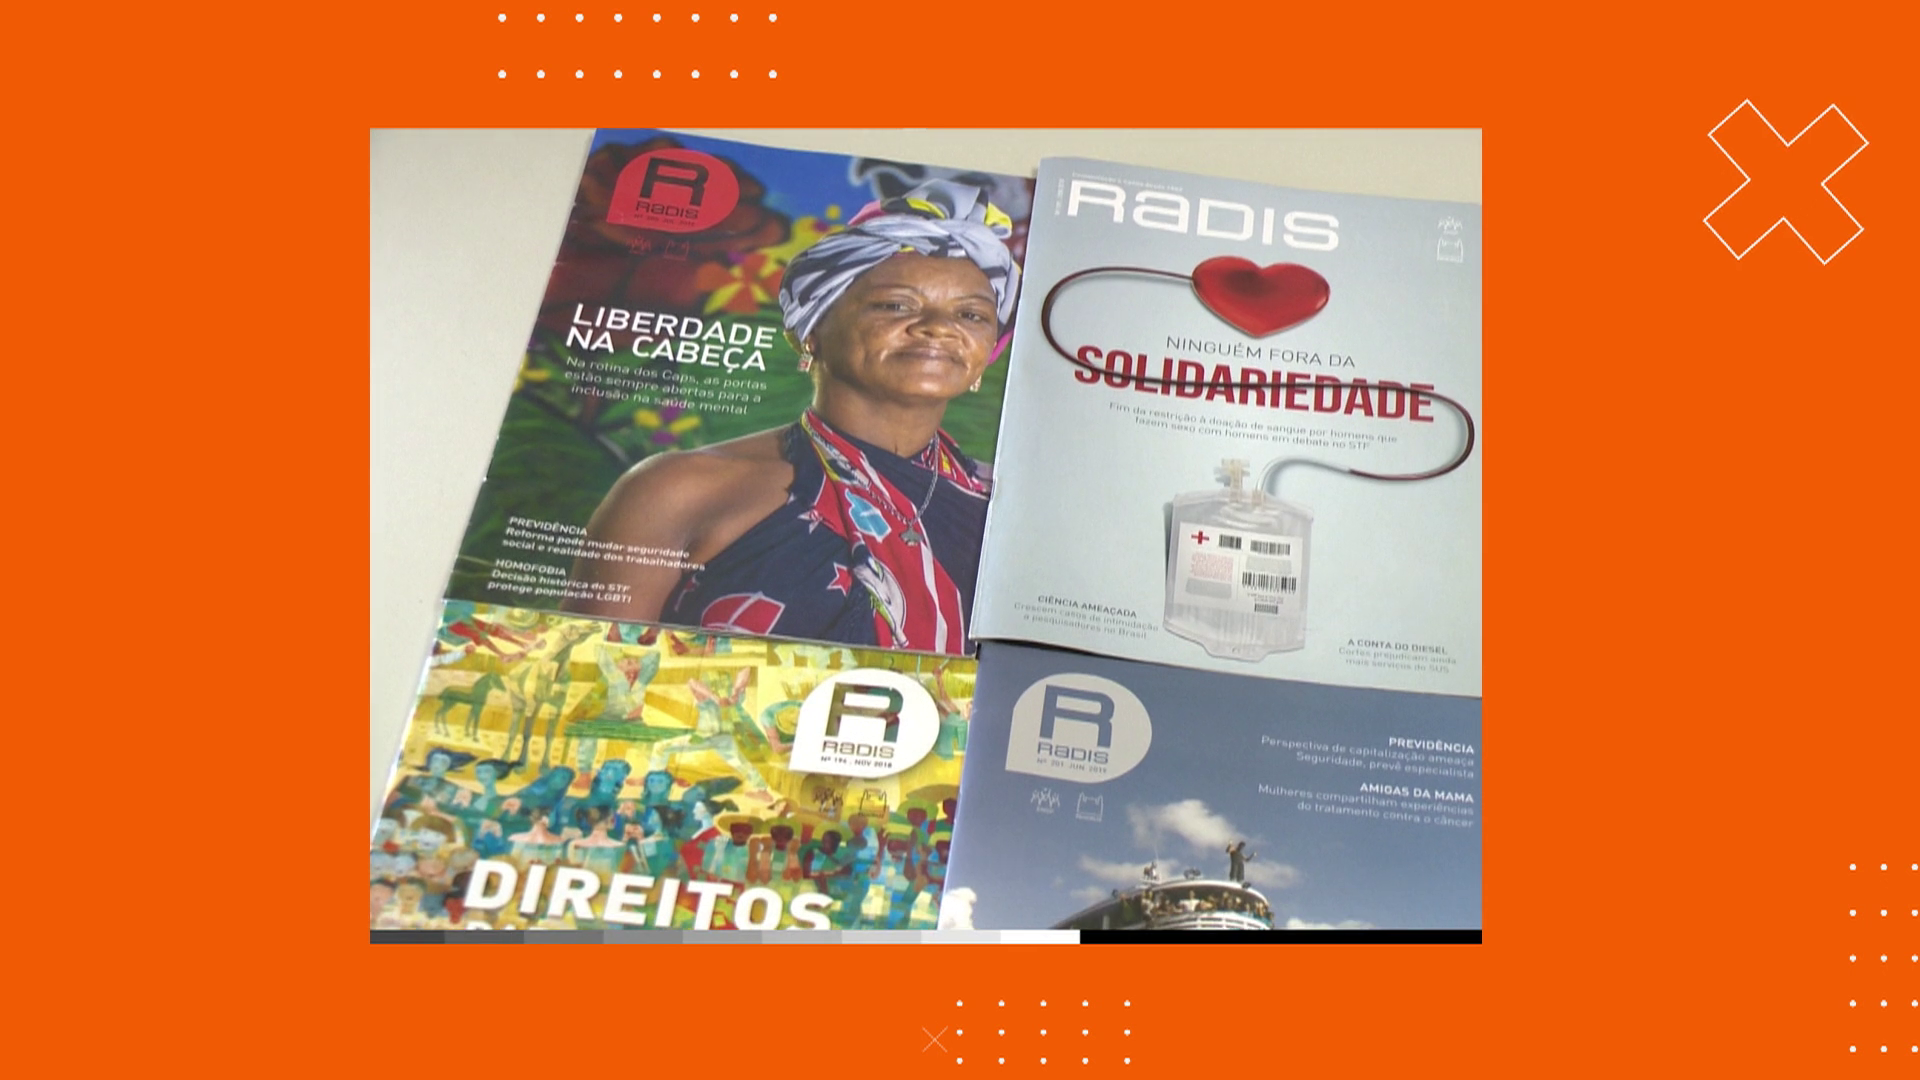 R
RADIS
LIBERDADE
NA CABEÇA
Na rotina dos Caps, as portas
estão sempre abertas para a
inclusão na saúde mental
PREVIDÊNCIA
Reforma pode mudar seguridade
social e realidade dos trabalhadores
HOMOFOBIA
Decisão histórica do STF
protege população LGBTI
RADIS
NINGUÉM FORA DA
SOLIDARIEDADE
Fim da restrição à doação de sangue por homens que
fazem sexo com homens em debate no STF
CIÊNCIA AMEAÇADA
Crescem casos de intimidação
a pesquisadores no Brasil
A CONTA DO DIESEL
Cortes prejudicam ainda
mais serviços do SUS
R
RADIS
Nº 194 . NOV 2018
DIREITOS
R
RADIS
Nº 201 . JUN 2019
PREVIDÊNCIA
Perspectiva de capitalização ameaça
Seguridade, prevê especialista
AMIGAS DA MAMA
Mulheres compartilham experiências
do tratamento contra o câncer